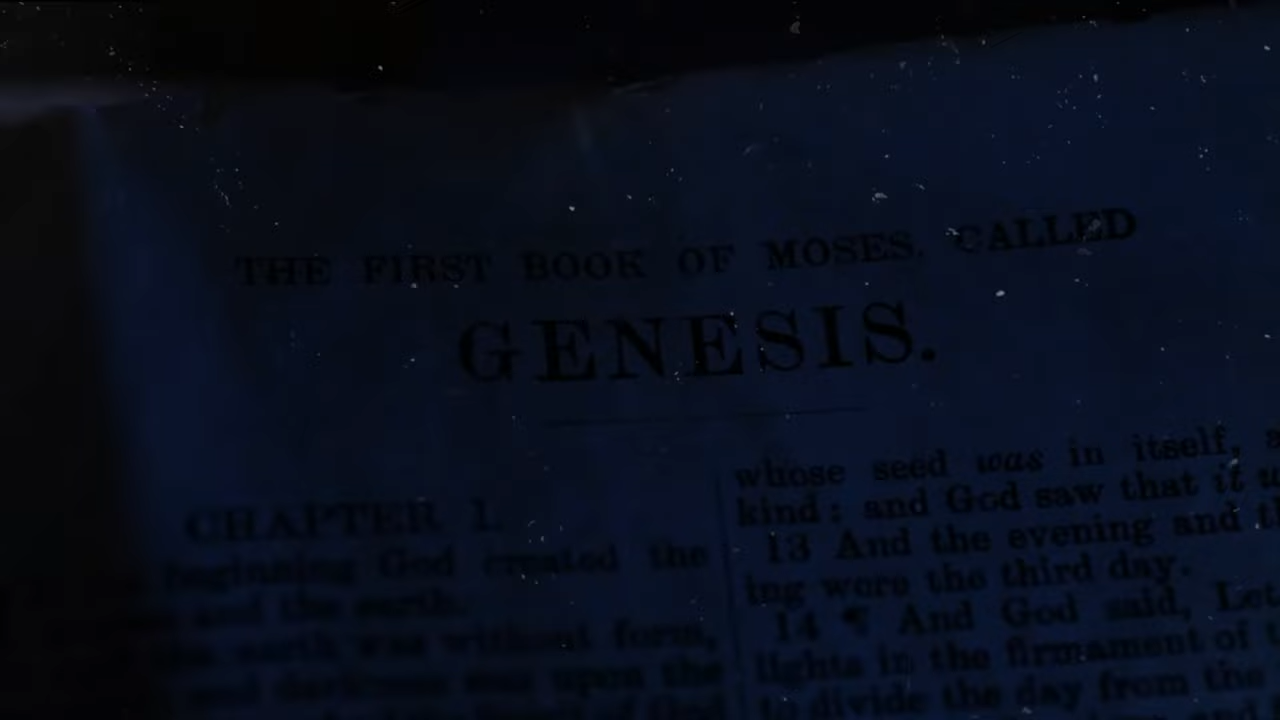 THE FIRST BOOK OF MOSES. CALLED
GENESIS.
CHAPTER 1.
beginning God created the
and the earth.
earth was without form,
and darkness was upon the
of God
whose seed was in itself,
kind: and God saw that it
13 And the evening and
ing were the third day.
14 ¶ And God said, Let
lights in the firmament of
to divide the day from the